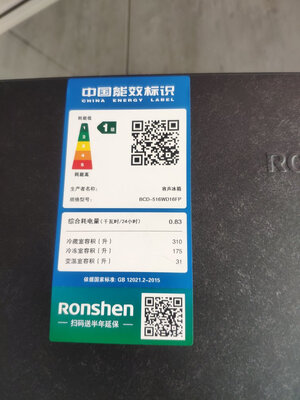 中国能效标识
CHINA ENERGY LABEL
耗能低
1
2
3
4
5
1级
耗能高
生产者名称: 容声冰箱
规格型号: BCD-516WD16FP
综合耗电量(千瓦时/24小时) 0.83
冷藏室容积(升) 310
冷冻室容积(升) 175
变温室容积(升) 31
依据国家标准: GB 12021.2-2015
Ronshen
扫码送半年延保
RO